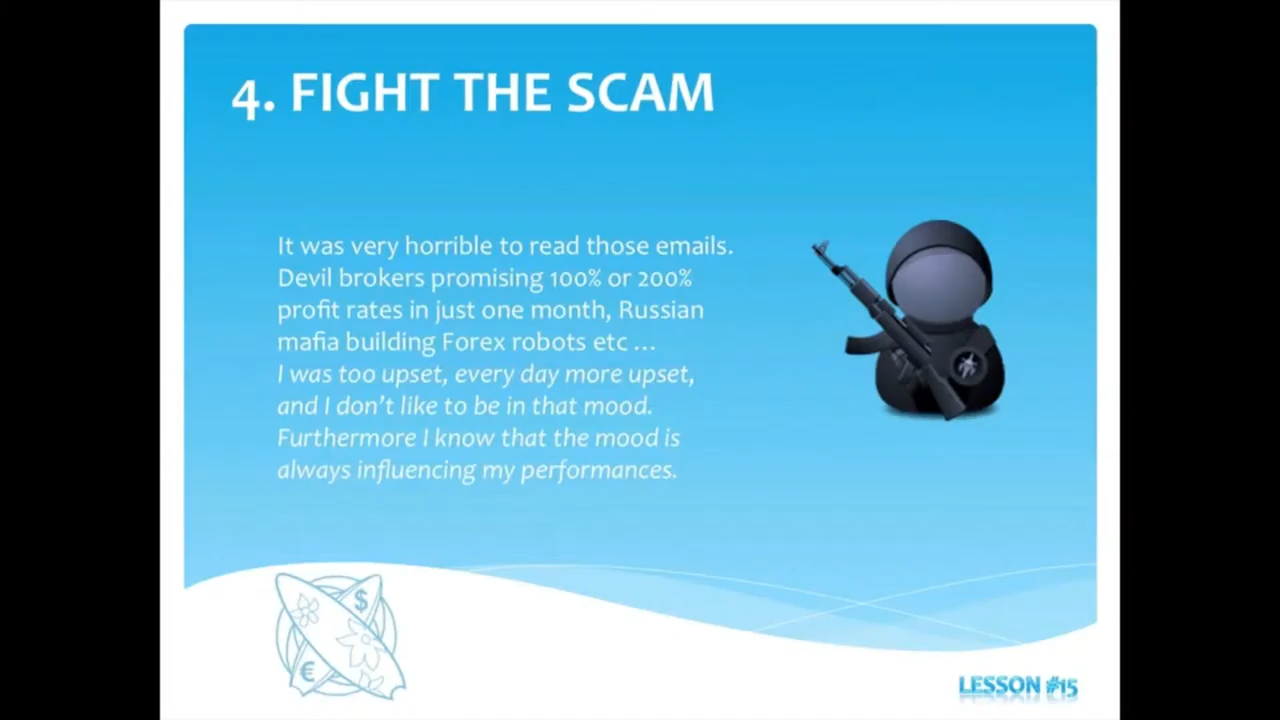 4. FIGHT THE SCAM
It was very horrible to read those emails.
Devil brokers promising 100% or 200%
profit rates in just one month, Russian
mafia building Forex robots etc ...
I was too upset, every day more upset,
and I don't like to be in that mood.
Furthermore I know that the mood is
always influencing my performances.
$
€
LESSON #15